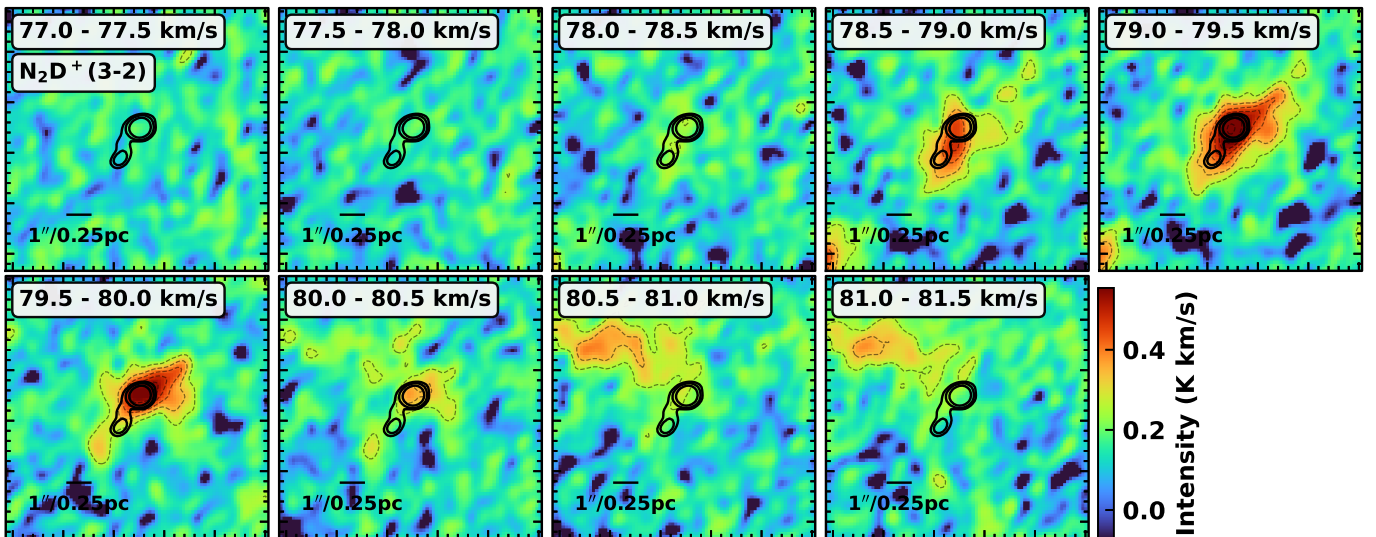 77.0 - 77.5 km/s
N₂D⁺(3-2)
1″/0.25pc
77.5 - 78.0 km/s
1″/0.25pc
78.0 - 78.5 km/s
1″/0.25pc
78.5 - 79.0 km/s
1″/0.25pc
79.0 - 79.5 km/s
1″/0.25pc
79.5 - 80.0 km/s
1″/0.25pc
80.0 - 80.5 km/s
1″/0.25pc
80.5 - 81.0 km/s
1″/0.25pc
81.0 - 81.5 km/s
1″/0.25pc
0.4
0.2
0.0
Intensity (K km/s)